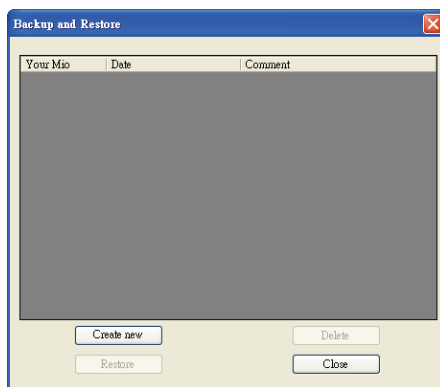 Backup and Restore
Your Mio Date Comment
Create new Delete
Restore Close